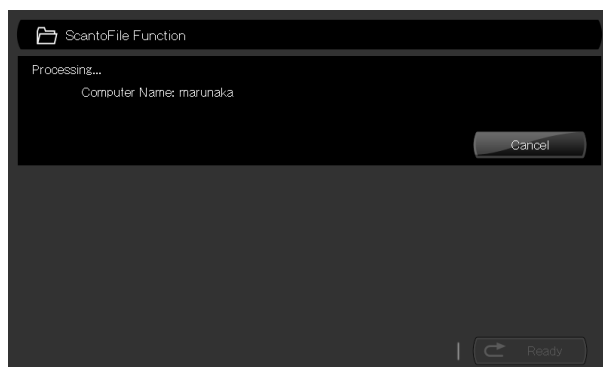 ScantoFile Function
Processing...
Computer Name: marunaka
Cancel
Ready